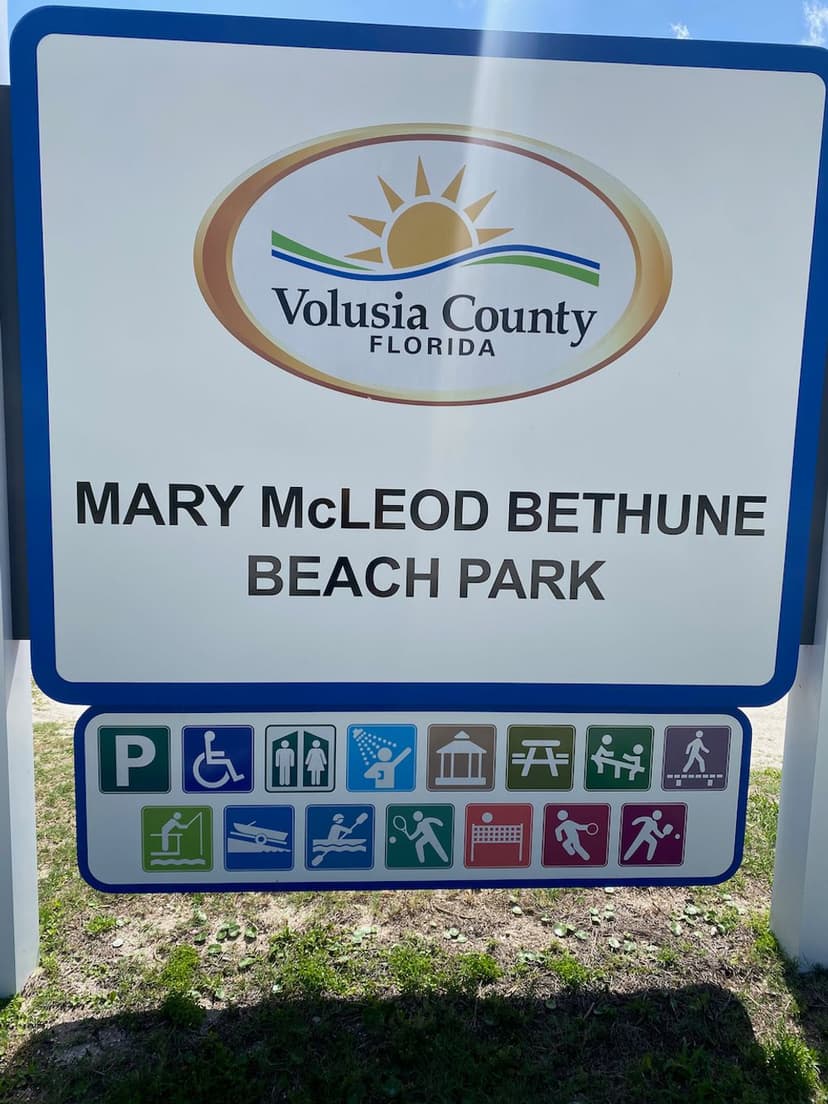 Volusia County
FLORIDA
MARY McLEOD BETHUNE
BEACH PARK
P